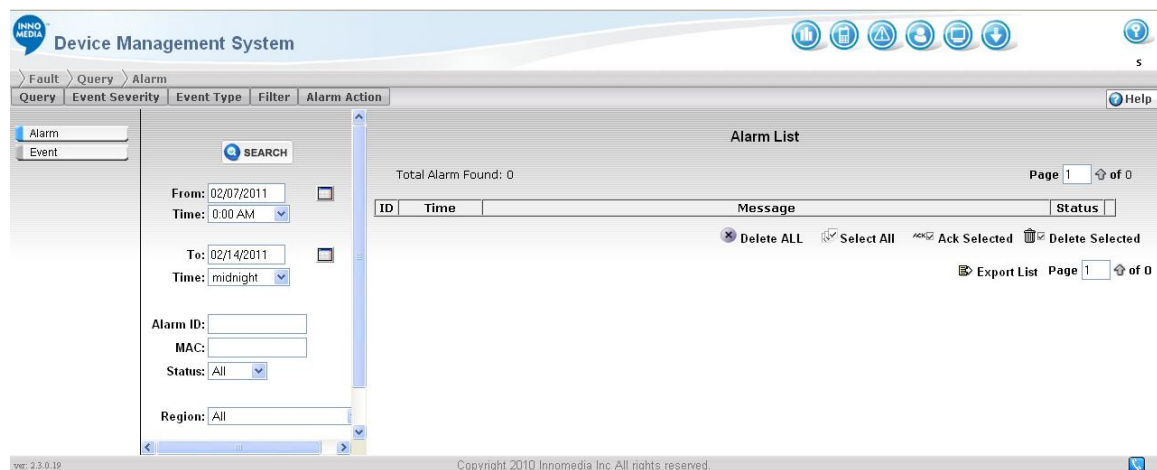 INNO MEDIA
Device Management System
s
Fault Query Alarm
Query Event Severity Event Type Filter Alarm Action
Help
Alarm
Event
SEARCH
From: 02/07/2011
Time: 0:00 AM
To: 02/14/2011
Time: midnight
Alarm ID:
MAC:
Status: All
Region: All
Alarm List
Total Alarm Found: 0
Page 1 of 0
ID Time Message Status
Delete ALL Select All ACK Ack Selected Delete Selected
Export List Page 1 of 0
ver: 2.3.0.19
Copyright 2010 Innomedia Inc All rights reserved.